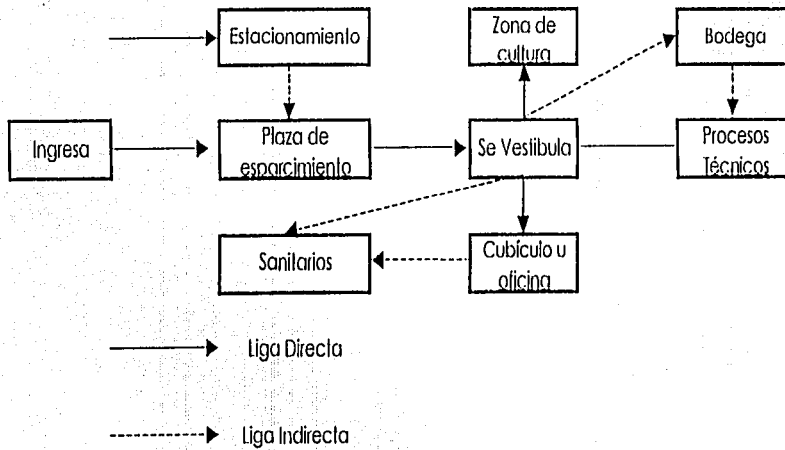 Estacionamiento
Zona de
cultura
Bodega
Ingresa
Plaza de
esparcimiento
Se Vestibula
Procesos
Técnicos
Sanitarios
Cubículo u
oficina
Liga Directa
Liga Indirecta